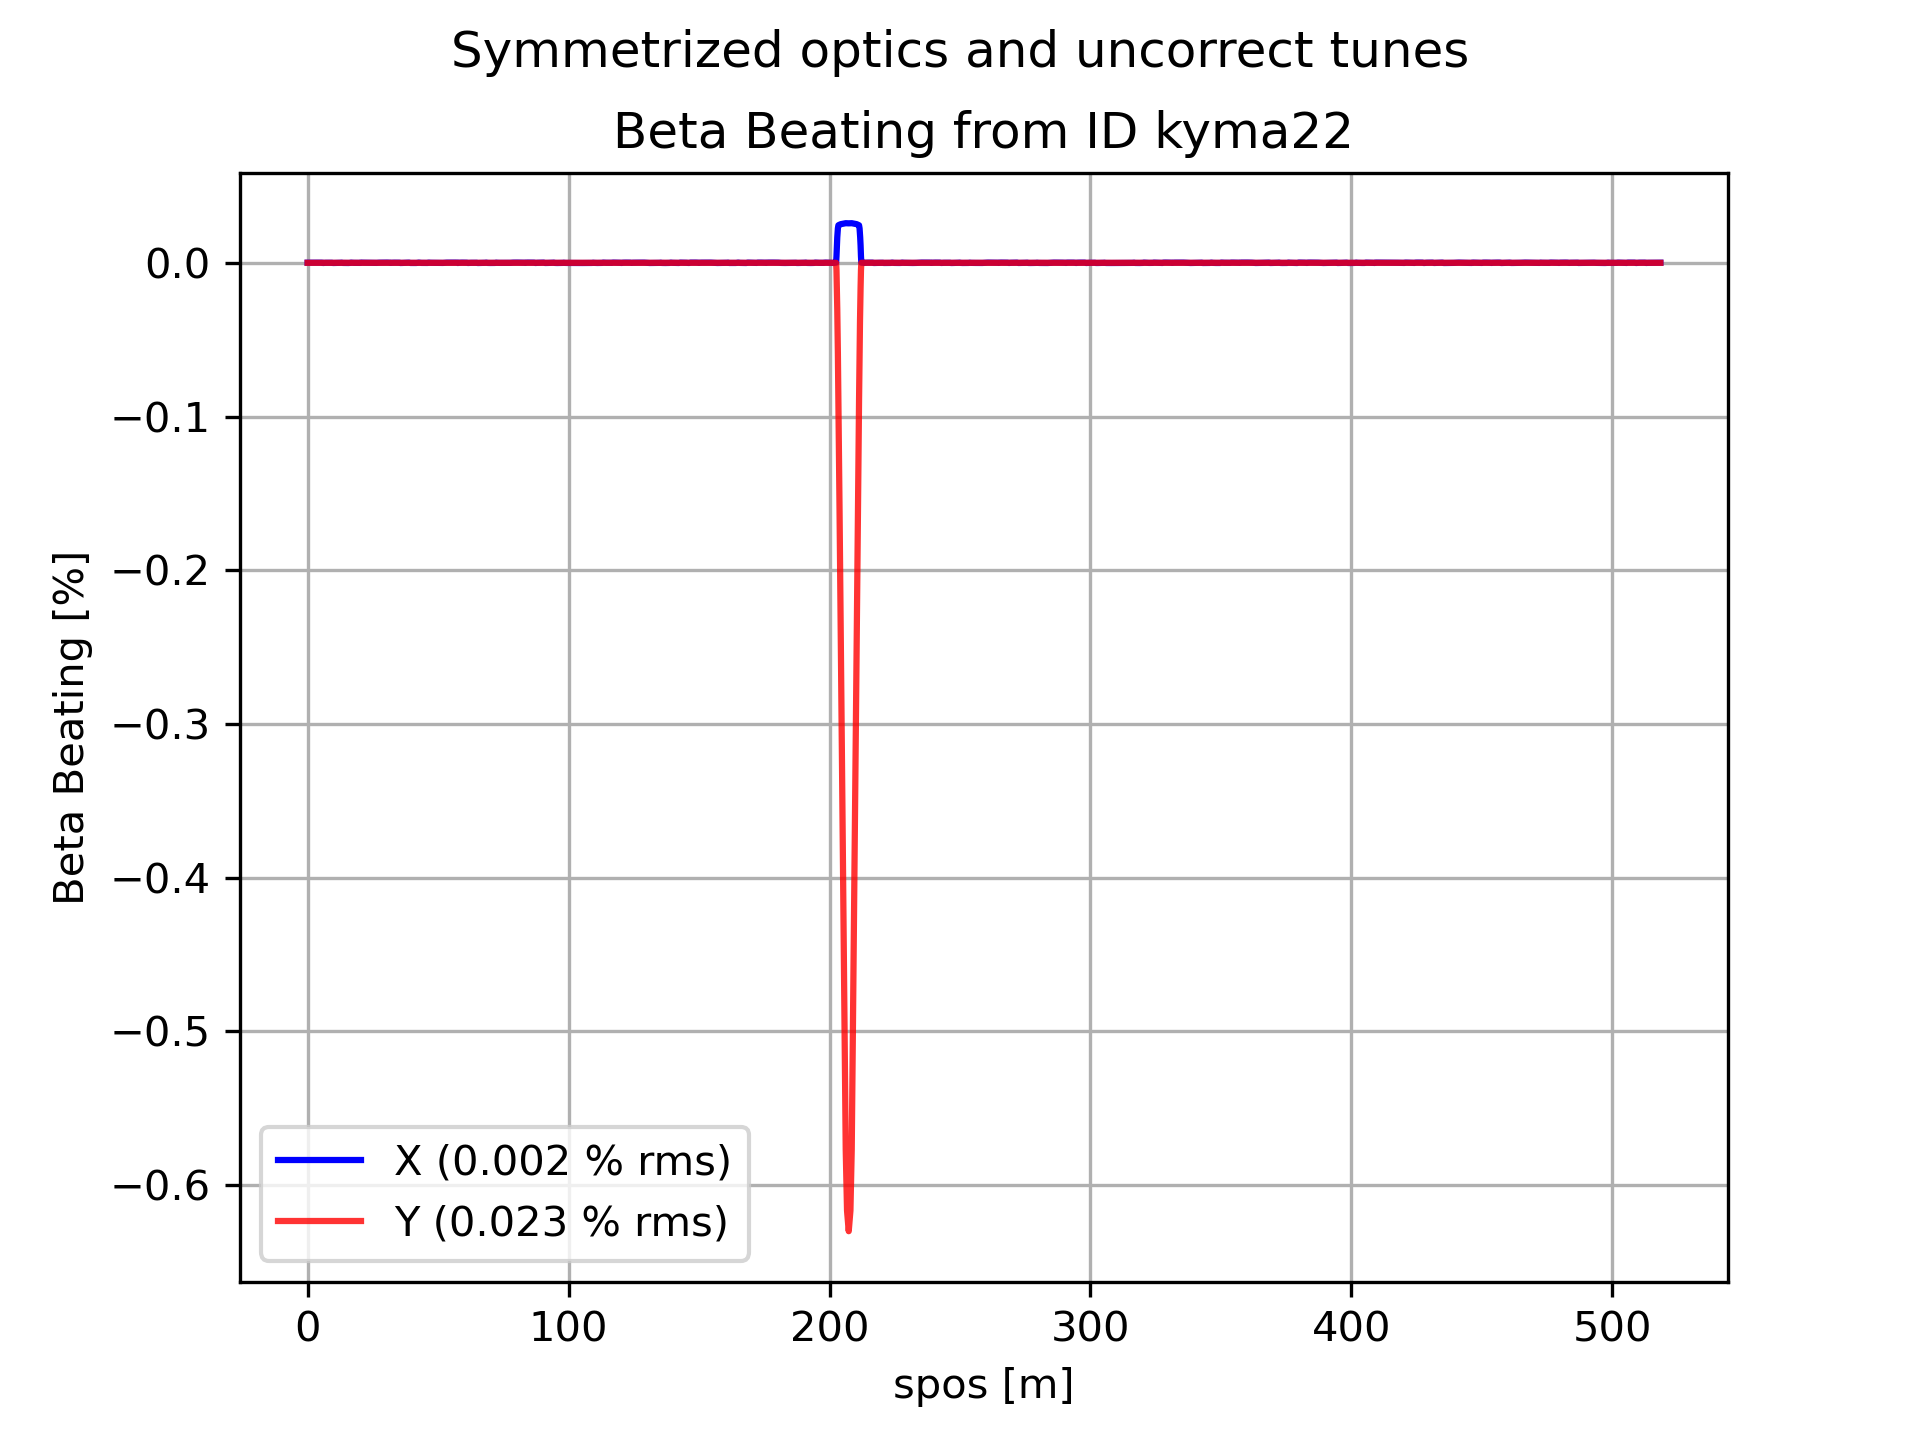 Symmetrized optics and uncorrect tunes
Beta Beating from ID kyma22
Beta Beating [%]
0.0
−0.1
−0.2
−0.3
−0.4
−0.5
−0.6
X (0.002 % rms)
Y (0.023 % rms)
0 100 200 300 400 500
spos [m]